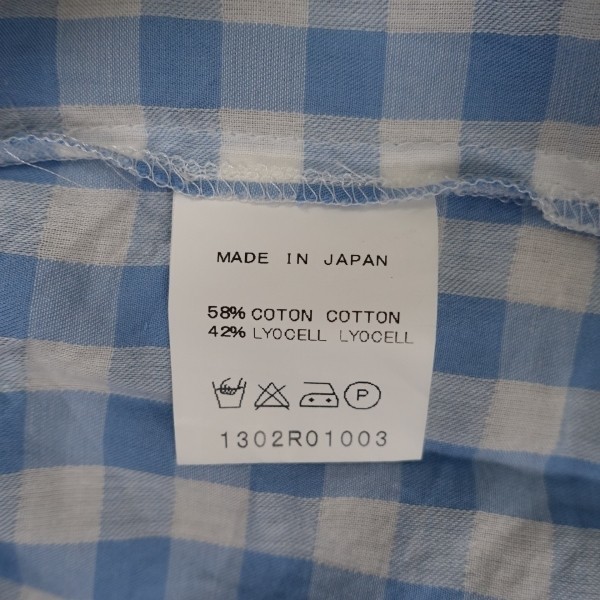 MADE IN JAPAN
58% COTON COTTON
42% LYOCELL LYOCELL
P
1302R01003